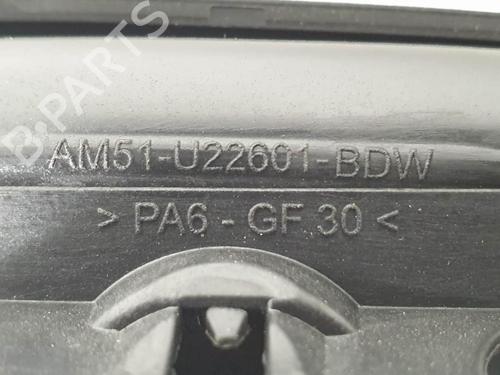 B-Parts
AM51-U22601-BDW
> PA6 - GF 30 <